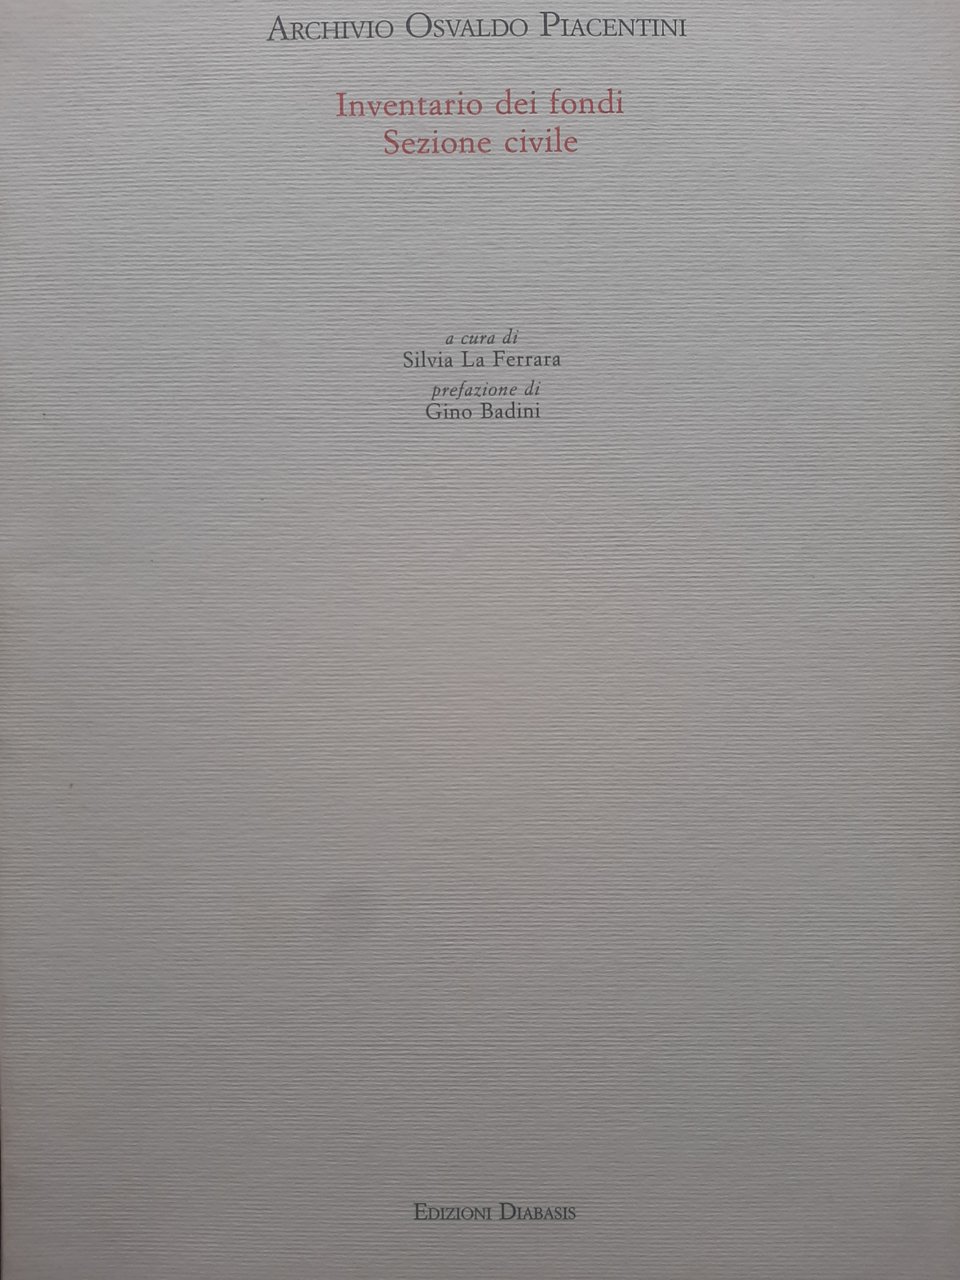 ARCHIVIO OSVALDO PIACENTINI
Inventario dei fondi
Sezione civile
a cura di
Silvia La Ferrara
prefazione di
Gino Badini
EDIZIONI DIABASIS